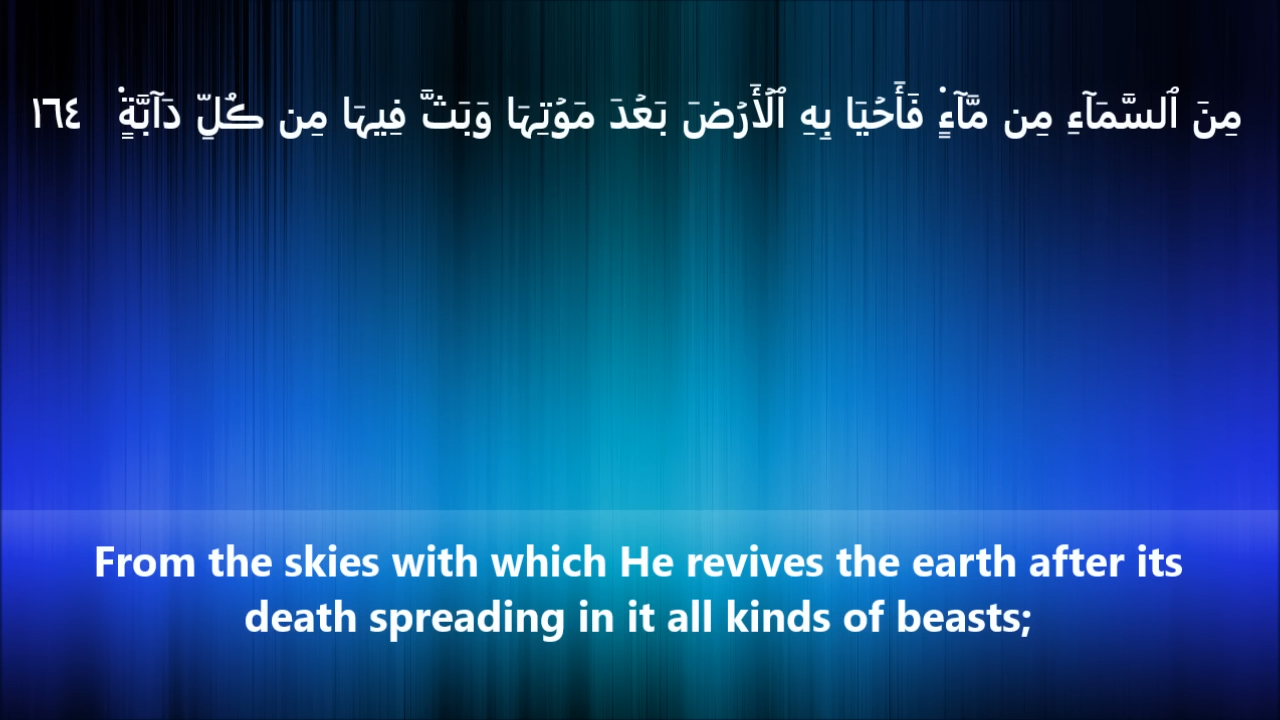 مِنَ ٱلسَّمَآءِ مِن مَّآءٖ فَأَحۡيَا بِهِ ٱلۡأَرۡضَ بَعۡدَ مَوۡتِهَا وَبَثَّ فِيهَا مِن كُلِّ دَآبَّةٖ ١٦٤
From the skies with which He revives the earth after its
death spreading in it all kinds of beasts;